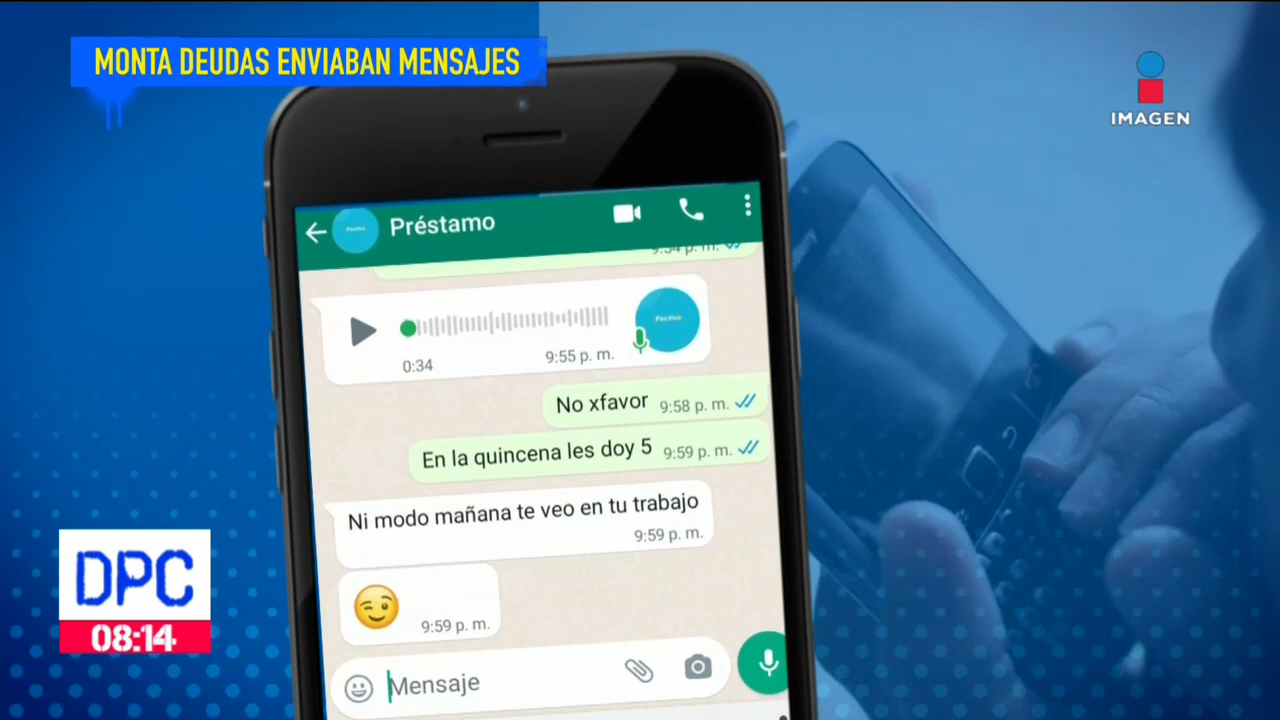 MONTA DEUDAS ENVIABAN MENSAJES
IMAGEN
Préstamo
9:54 p. m.
0:34
9:55 p. m.
No xfavor 9:58 p. m.
En la quincena les doy 5 9:59 p. m.
Ni modo mañana te veo en tu trabajo
9:59 p. m.
9:59 p. m.
Mensaje
DPC
08:14